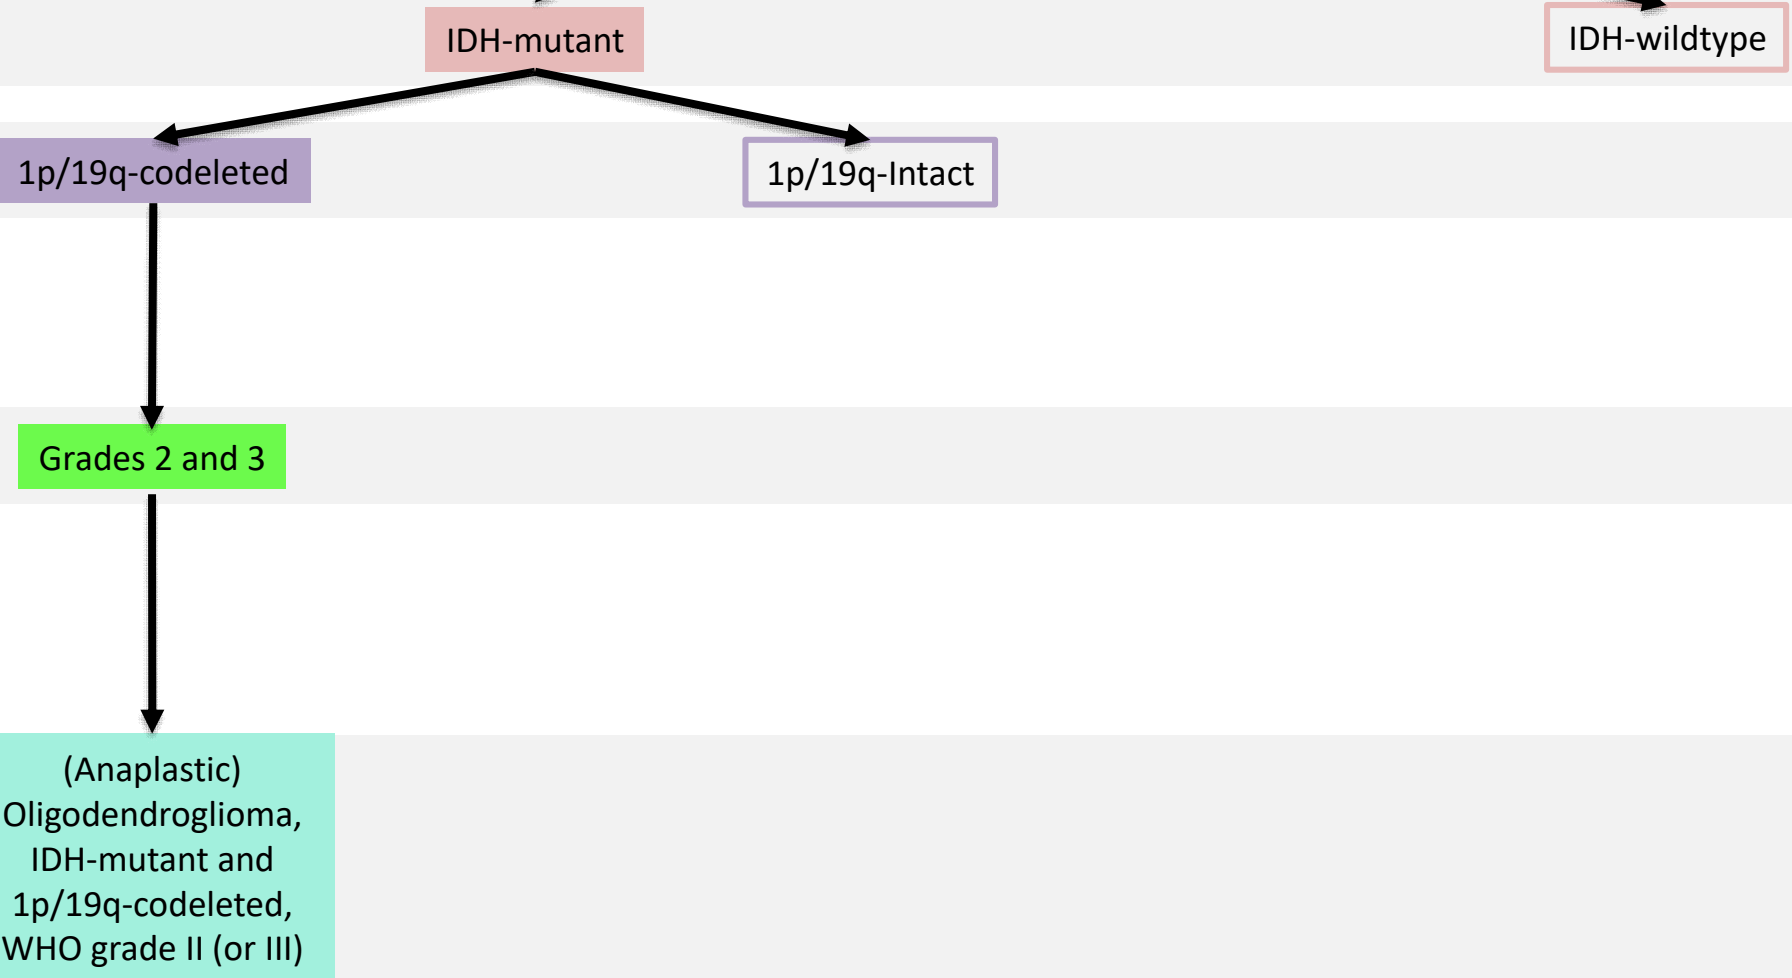 IDH-mutant
IDH-wildtype
1p/19q-codeleted
1p/19q-Intact
Grades 2 and 3
(Anaplastic)
Oligodendroglioma,
IDH-mutant and
1p/19q-codeleted,
WHO grade II (or III)